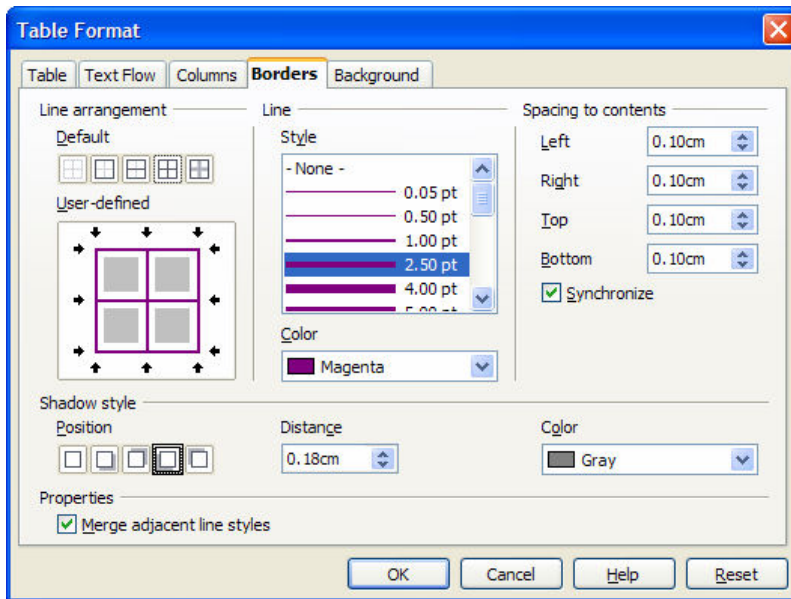 Table Format
Table Text Flow Columns Borders Background
Line arrangement
Default
User-defined
Line
Style
- None -
0.05 pt
0.50 pt
1.00 pt
2.50 pt
4.00 pt
5.00 pt
Color
Magenta
Spacing to contents
Left 0.10cm
Right 0.10cm
Top 0.10cm
Bottom 0.10cm
Synchronize
Shadow style
Position
Distance
0.18cm
Color
Gray
Properties
Merge adjacent line styles
OK Cancel Help Reset